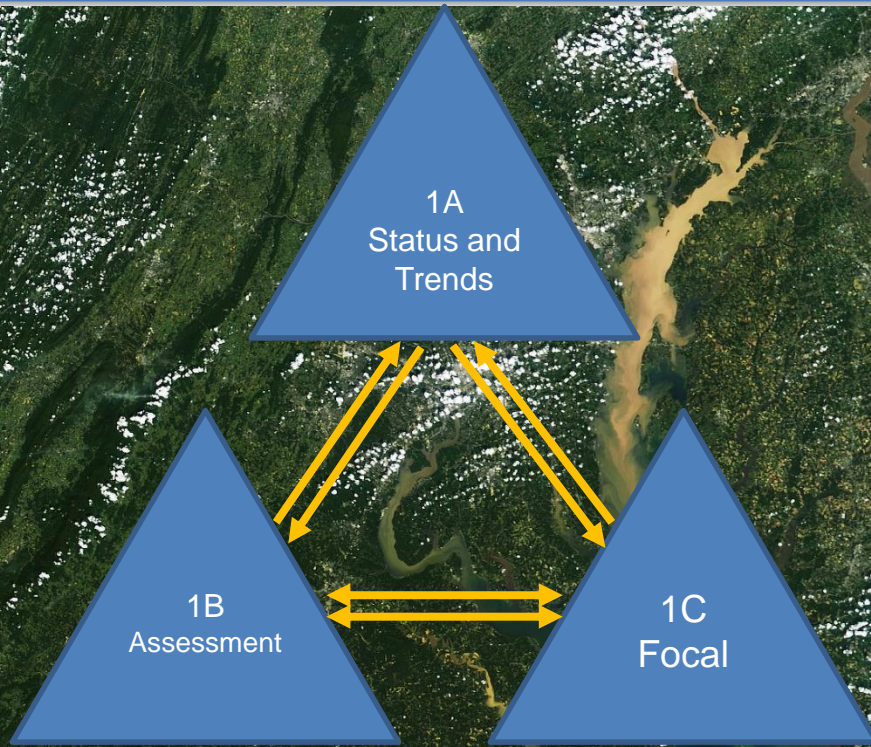 1A
Status and
Trends
1B
Assessment
1C
Focal